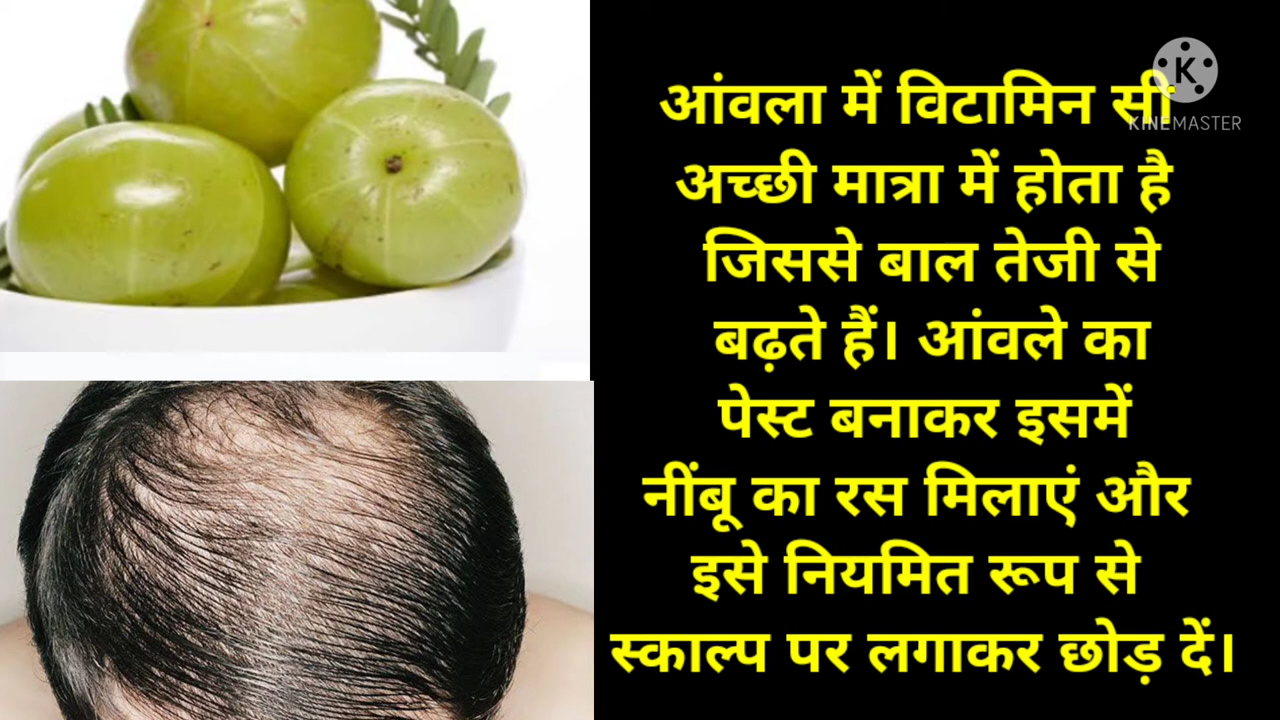 आंवला में विटामिन सी
अच्छी मात्रा में होता है
जिससे बाल तेजी से
बढ़ते हैं। आंवले का
पेस्ट बनाकर इसमें
नींबू का रस मिलाएं और
इसे नियमित रूप से
स्काल्प पर लगाकर छोड़ दें।
K
KINEMASTER